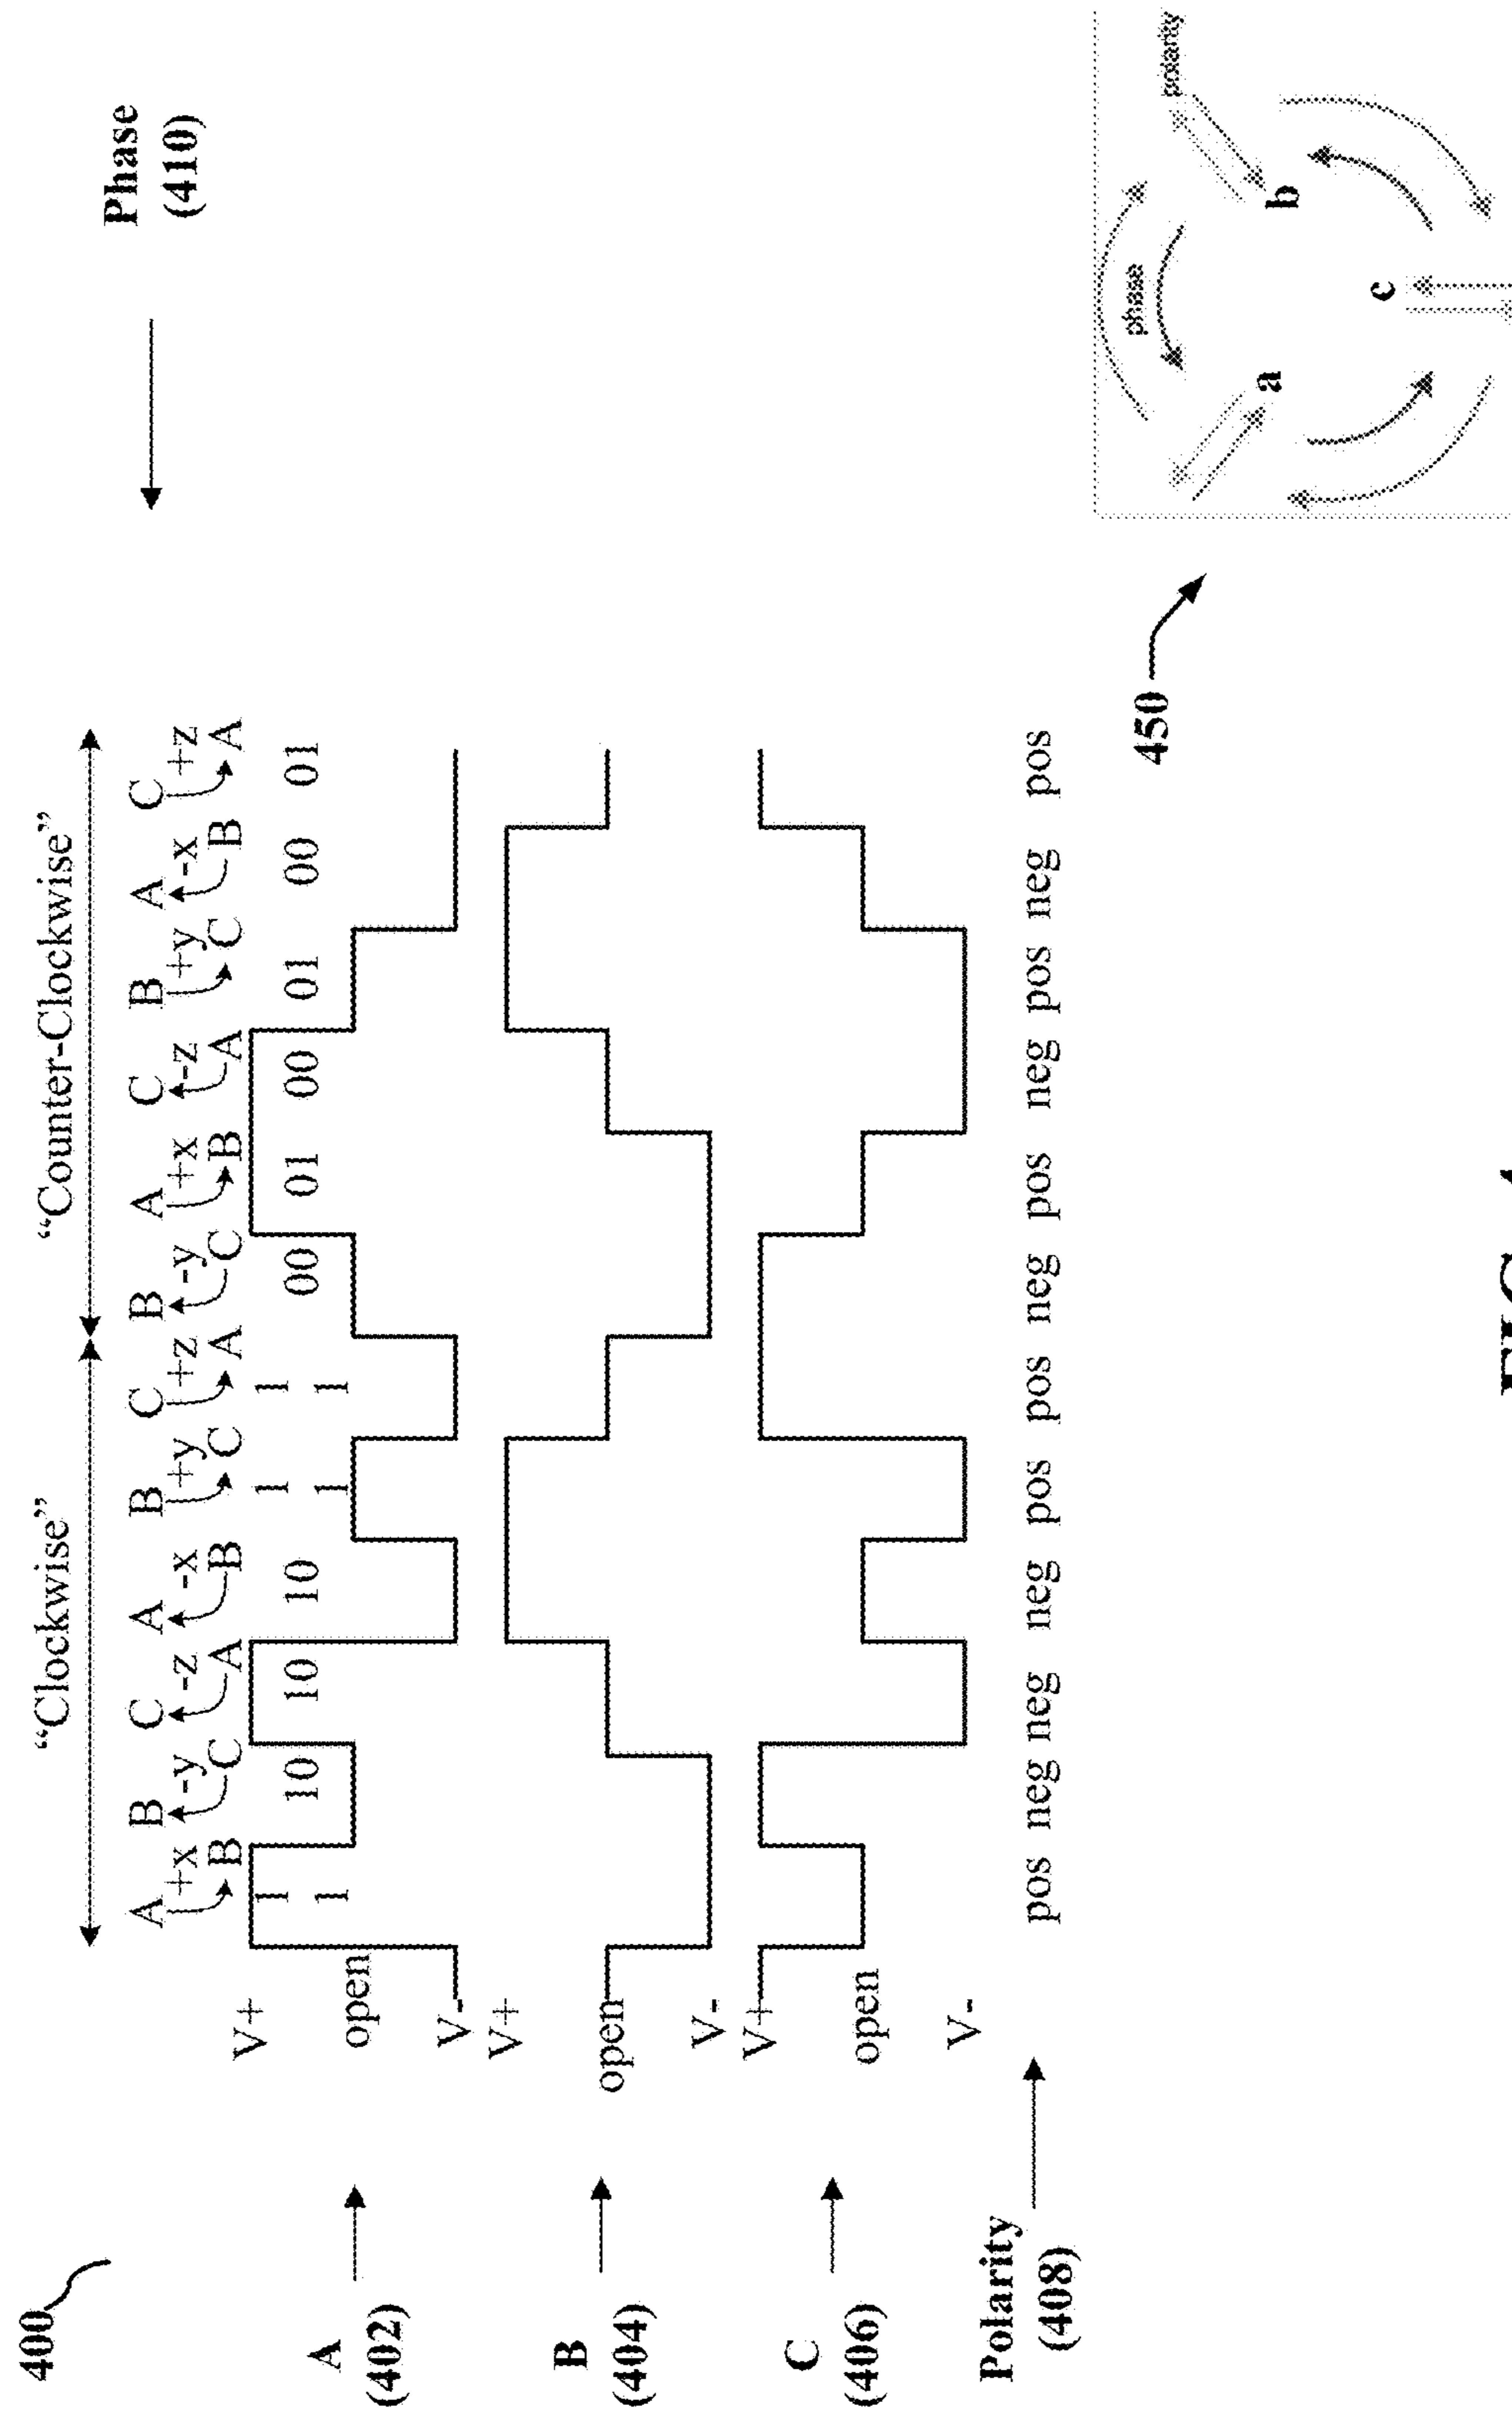 400
“Clockwise”
“Counter-Clockwise”
Phase
(410)
A B C A B C B A C B A C
+x -y -z -x +y +z -y +x -z +y -x +z
B C A B C A C B A C B A
1 10 10 10 1 1 00 01 00 01 00 01
1 1 1
A
(402)
V+
open
V-
B
(404)
V+
open
V-
C
(406)
V+
open
V-
Polarity
(408)
pos neg neg neg pos pos neg pos neg pos neg pos
450
phase
polarity
a
b
c